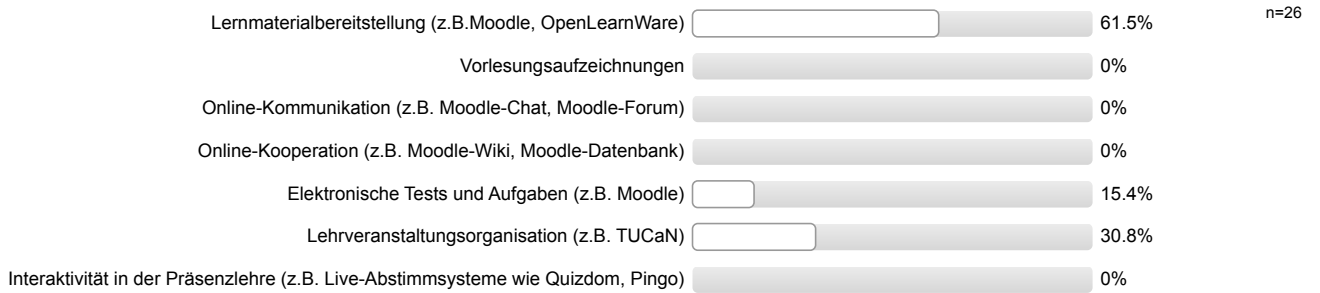 Lernmaterialbereitstellung (z.B.Moodle, OpenLearnWare) 61.5% n=26
Vorlesungsaufzeichnungen 0%
Online-Kommunikation (z.B. Moodle-Chat, Moodle-Forum) 0%
Online-Kooperation (z.B. Moodle-Wiki, Moodle-Datenbank) 0%
Elektronische Tests und Aufgaben (z.B. Moodle) 15.4%
Lehrveranstaltungsorganisation (z.B. TUCaN) 30.8%
Interaktivität in der Präsenzlehre (z.B. Live-Abstimmsysteme wie Quizdom, Pingo) 0%